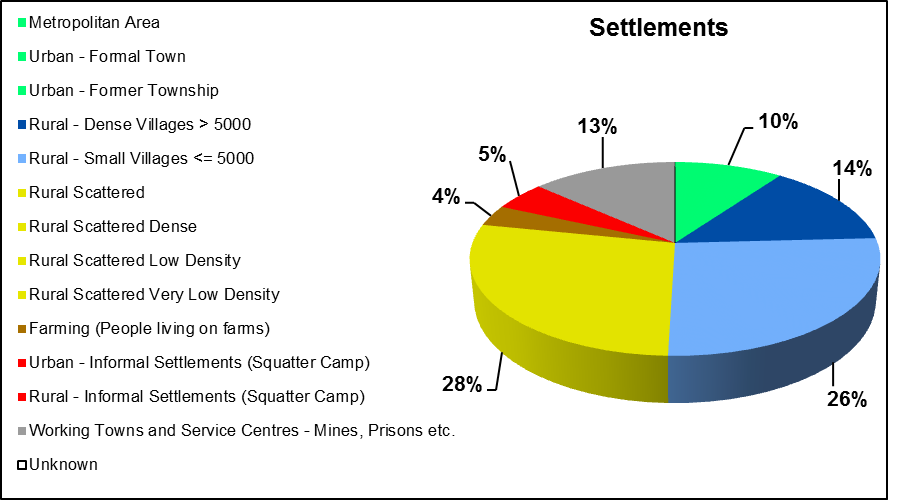 Settlements
Metropolitan Area
Urban - Formal Town
Urban - Former Township
Rural - Dense Villages > 5000
Rural - Small Villages <= 5000
Rural Scattered
Rural Scattered Dense
Rural Scattered Low Density
Rural Scattered Very Low Density
Farming (People living on farms)
Urban - Informal Settlements (Squatter Camp)
Rural - Informal Settlements (Squatter Camp)
Working Towns and Service Centres - Mines, Prisons etc.
Unknown
10%
14%
26%
28%
4%
5%
13%